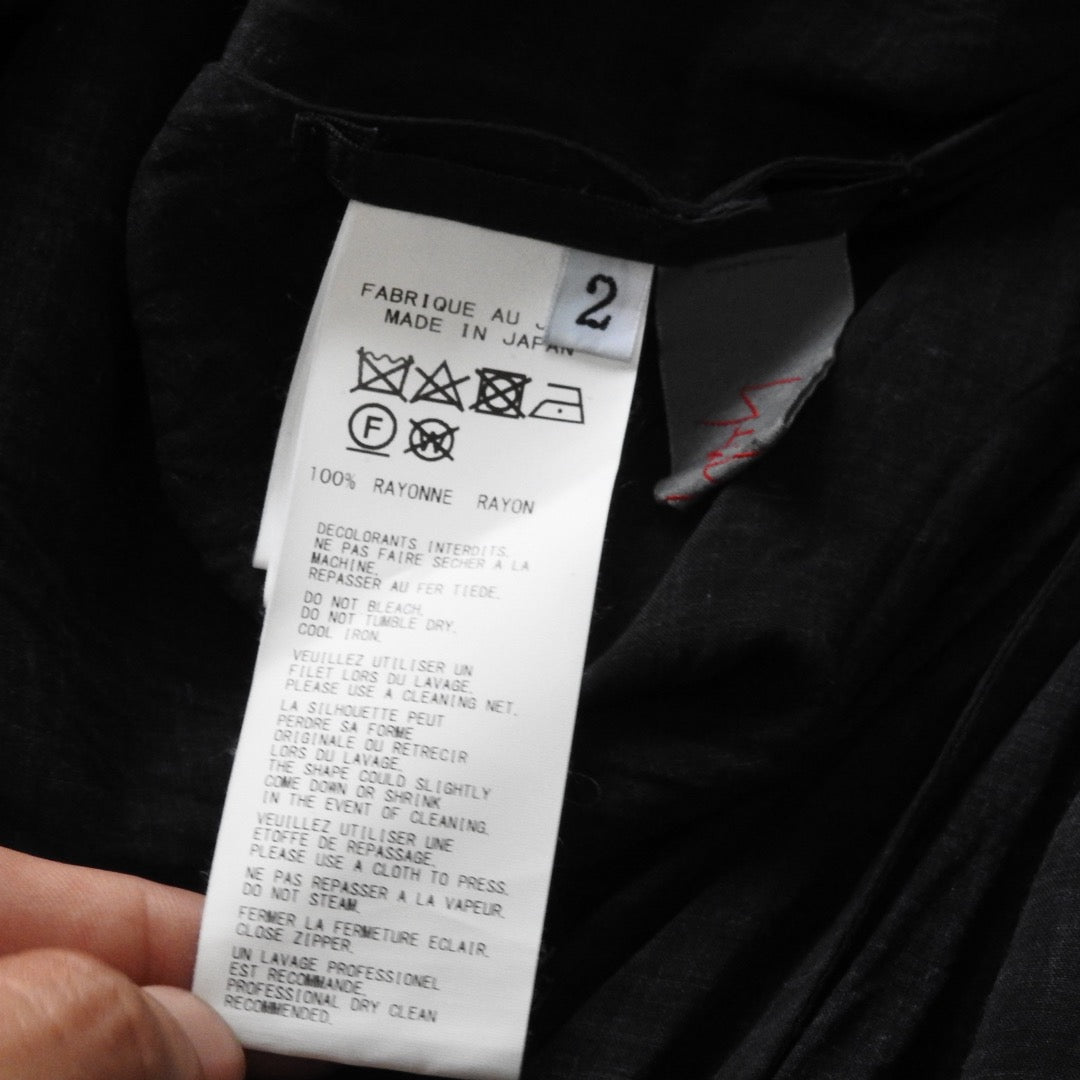 2
FABRIQUE AU
MADE IN JAPAN
F
W
100% RAYONNE RAYON
DECOLORANTS INTERDITS.
NE PAS FAIRE SECHER A LA
MACHINE.
REPASSER AU FER TIEDE.
DO NOT BLEACH.
DO NOT TUMBLE DRY.
COOL IRON.
VEUILLEZ UTILISER UN
FILET LORS DU LAVAGE.
PLEASE USE A CLEANING NET.
LA SILHOUETTE PEUT
PERDRE SA FORME
ORIGINALE OU RETRECIR
LORS DU LAVAGE.
THE SHAPE COULD SLIGHTLY
COME DOWN OR SHRINK
IN THE EVENT OF CLEANING.
VEUILLEZ UTILISER UNE
ETOFFE DE REPASSAGE.
PLEASE USE A CLOTH TO PRESS.
NE PAS REPASSER A LA VAPEUR.
DO NOT STEAM.
FERMER LA FERMETURE ECLAIR.
CLOSE ZIPPER.
UN LAVAGE PROFESSIONEL
EST RECOMMANDE.
PROFESSIONAL DRY CLEAN
RECOMMENDED.